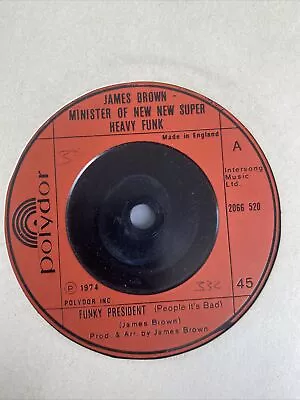 JAMES BROWN -
MINISTER OF NEW NEW SUPER
HEAVY FUNK
Made in England
A
Intersong
Music
Ltd.
2066 520
polydor
P 1974
POLYDOR INC
45
FUNKY PRESIDENT (People It's Bad)
(James Brown)
Prod. & Arr. by James Brown